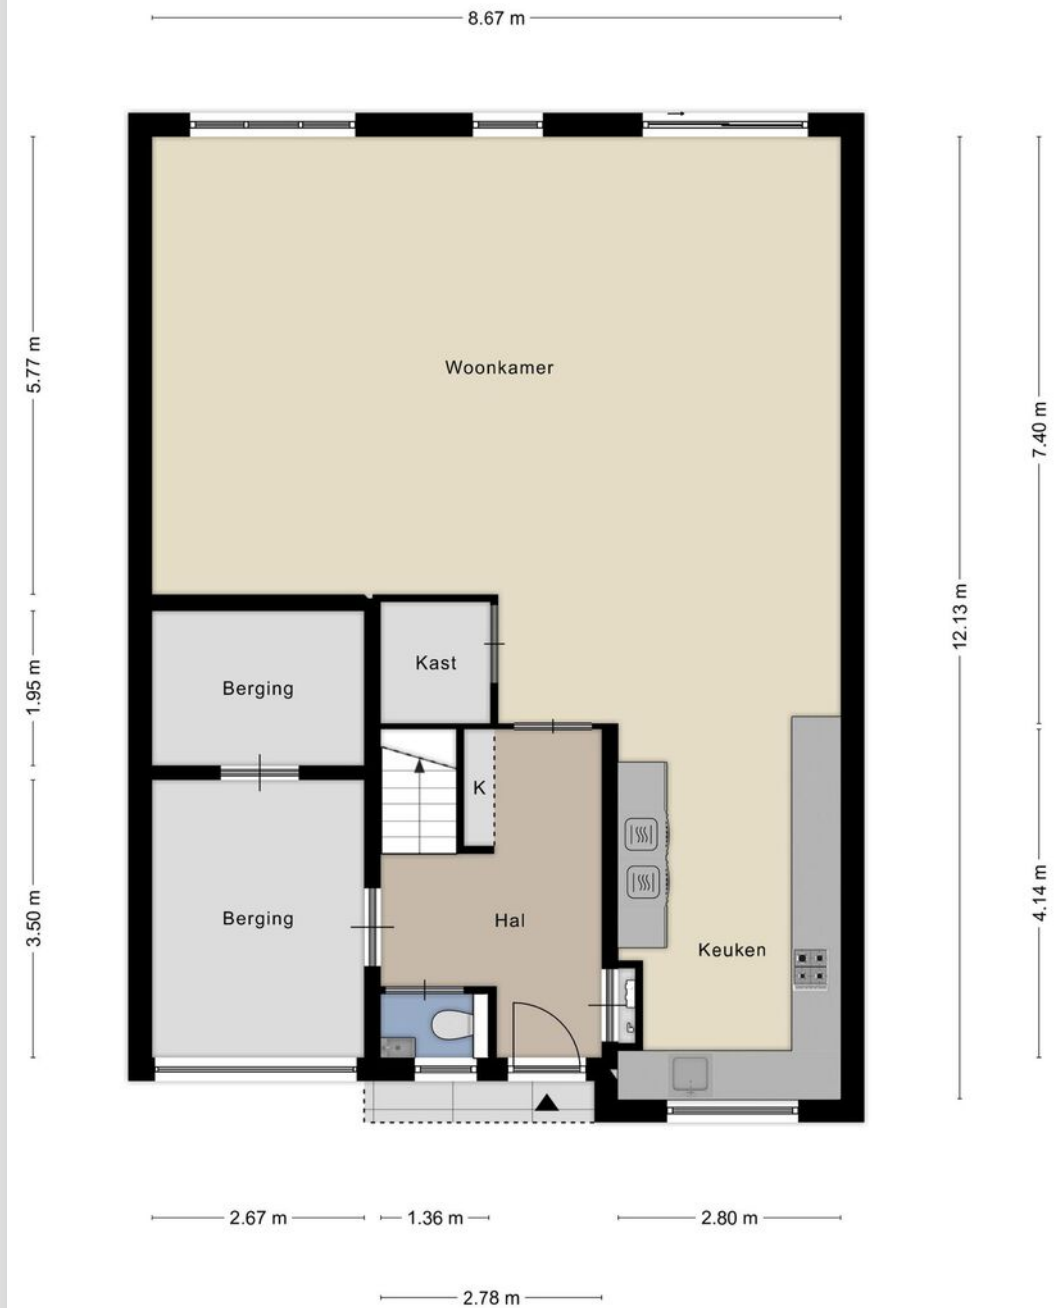 8.67 m
5.77 m
Woonkamer
7.40 m
12.13 m
1.95 m
Kast
Berging
K
3.50 m
Berging
Hal
4.14 m
Keuken
2.67 m
1.36 m
2.80 m
2.78 m